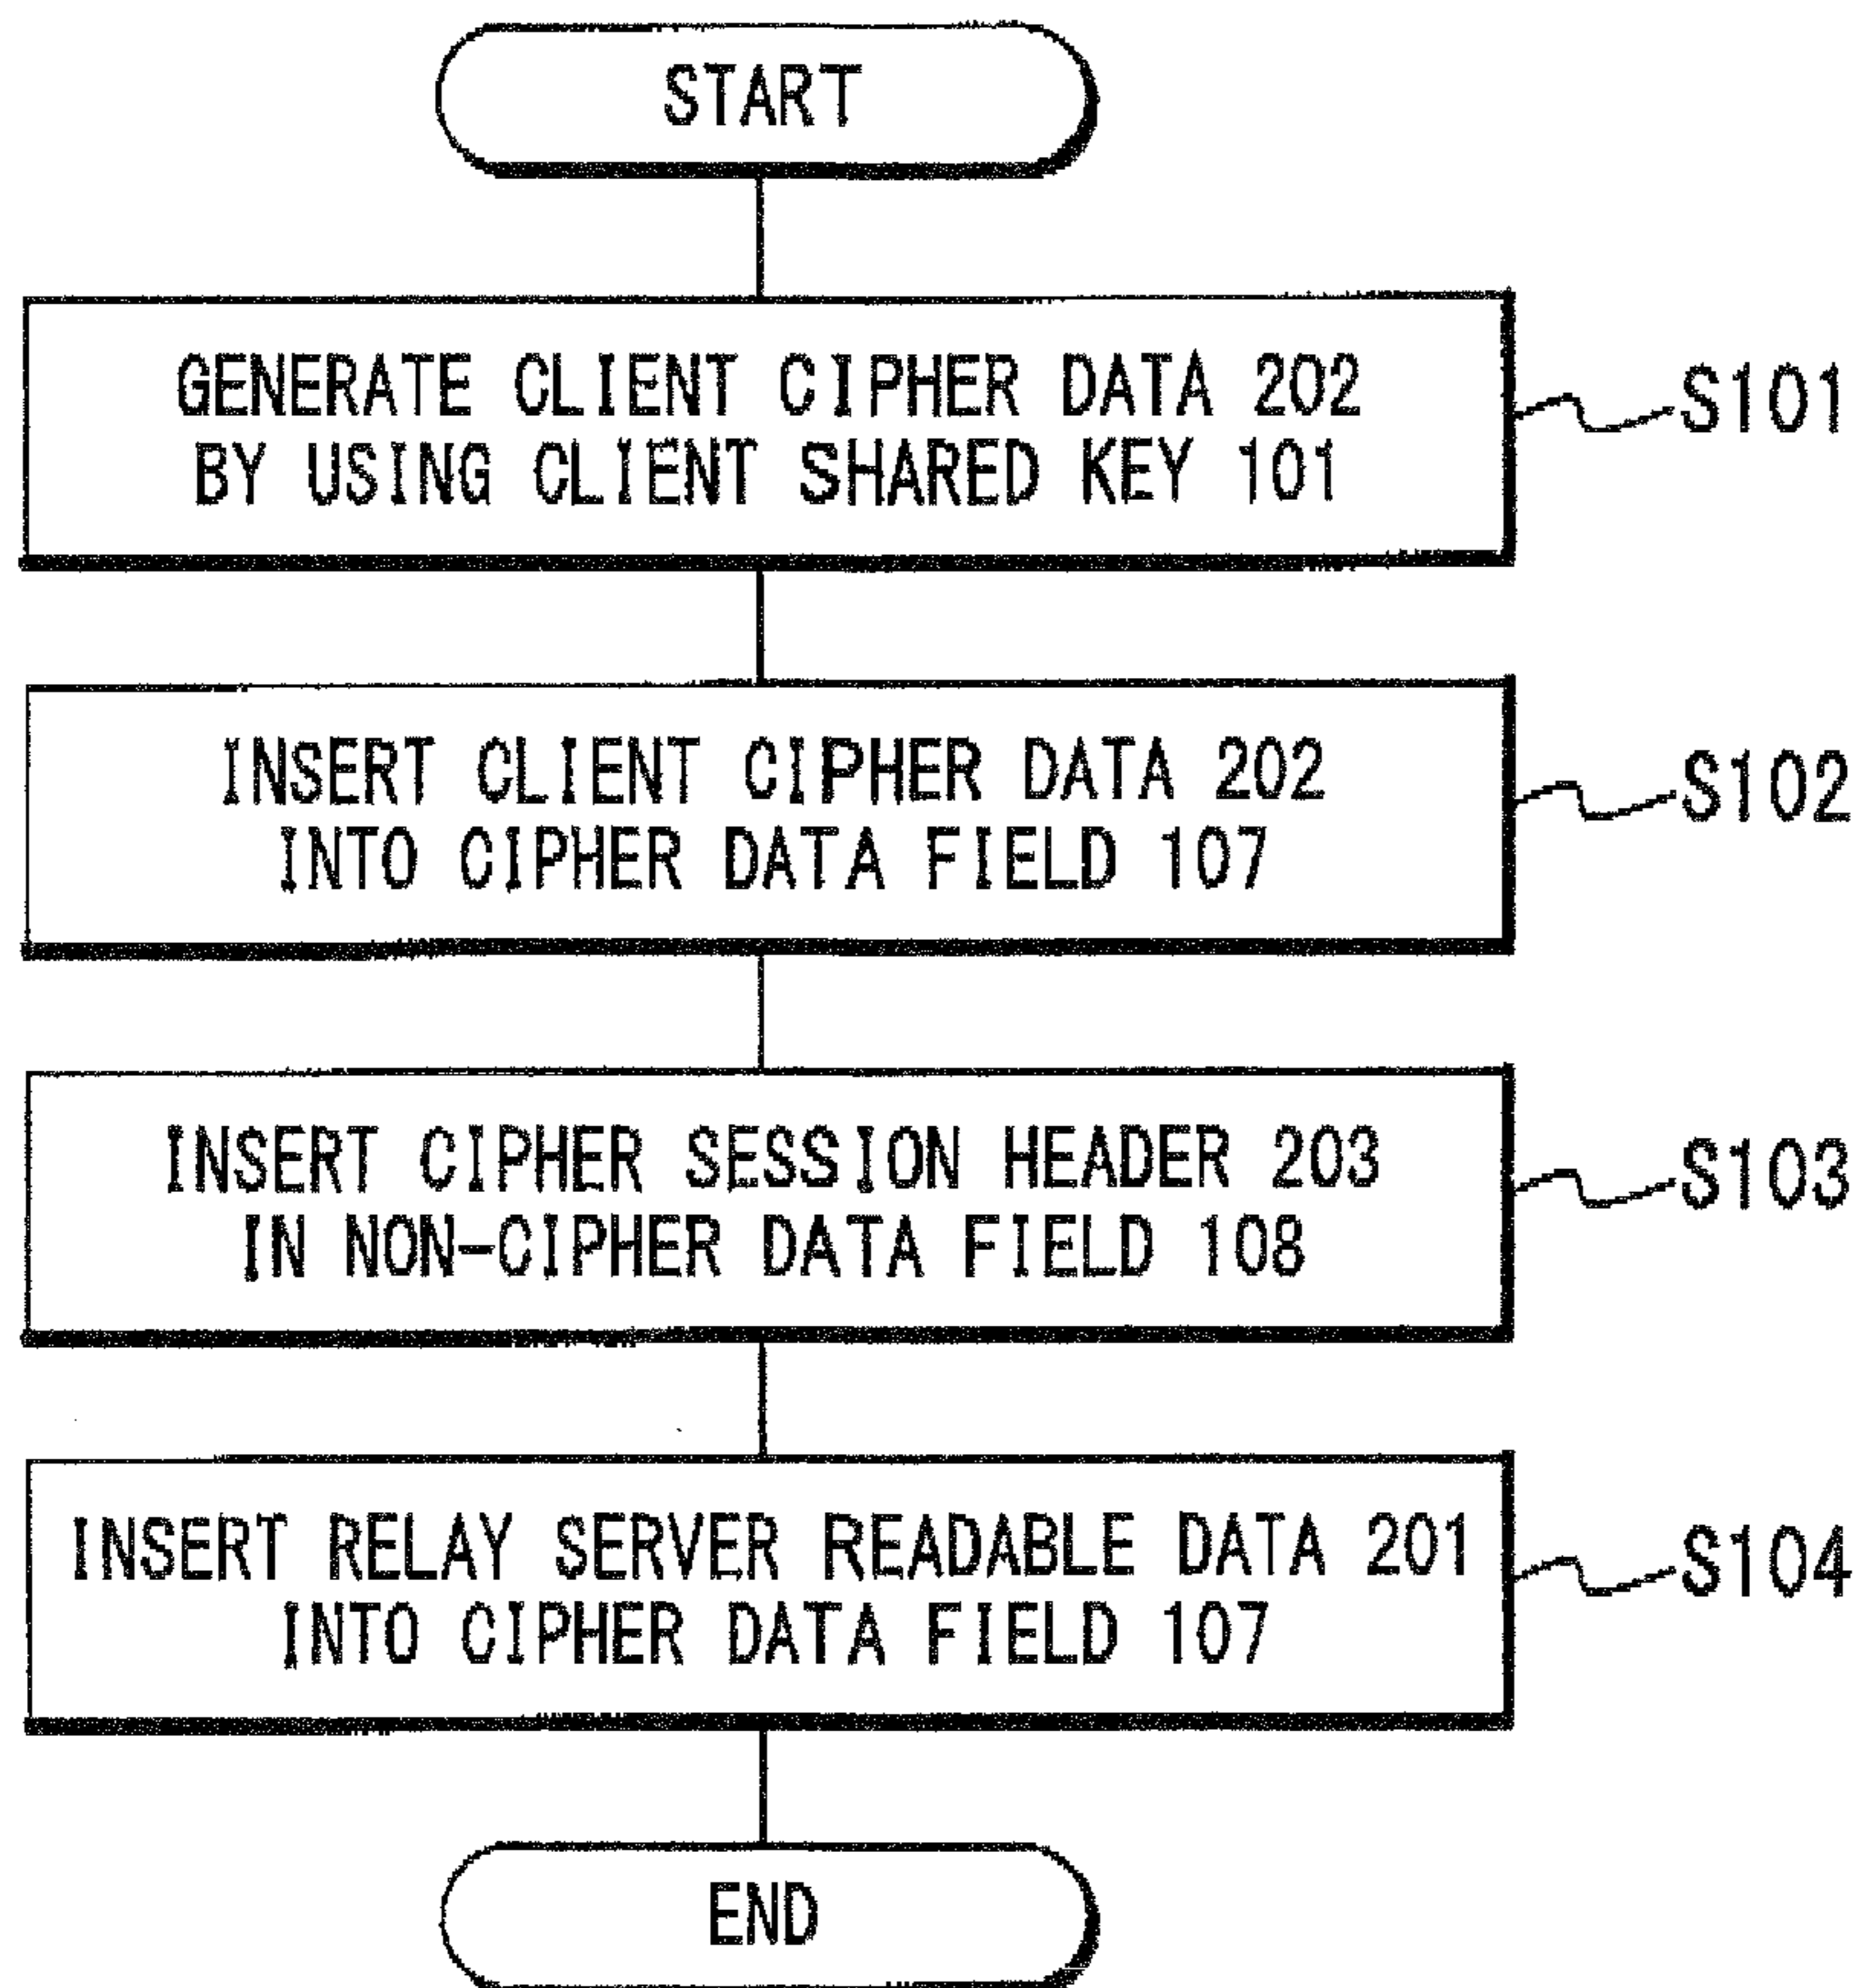 START
GENERATE CLIENT CIPHER DATA 202
BY USING CLIENT SHARED KEY 101
S101
INSERT CLIENT CIPHER DATA 202
INTO CIPHER DATA FIELD 107
S102
INSERT CIPHER SESSION HEADER 203
IN NON-CIPHER DATA FIELD 108
S103
INSERT RELAY SERVER READABLE DATA 201
INTO CIPHER DATA FIELD 107
S104
END